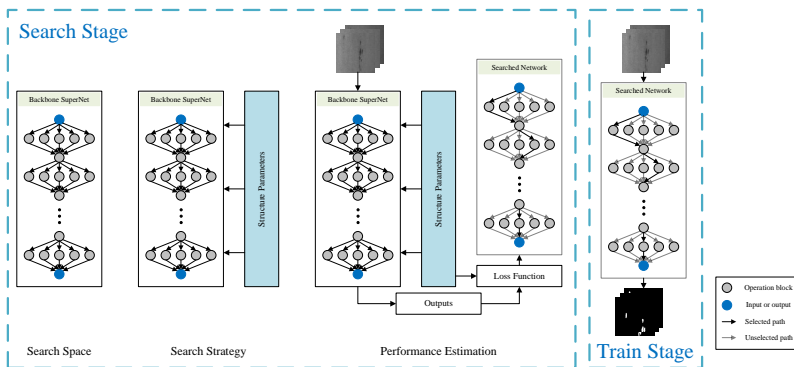 Search Stage
Backbone SuperNet
Backbone SuperNet
Structure Parameters
Backbone SuperNet
Structure Parameters
Searched Network
Loss Function
Outputs
Search Space
Search Strategy
Performance Estimation
Searched Network
Train Stage
Operation block
Input or output
Selected path
Unselected path